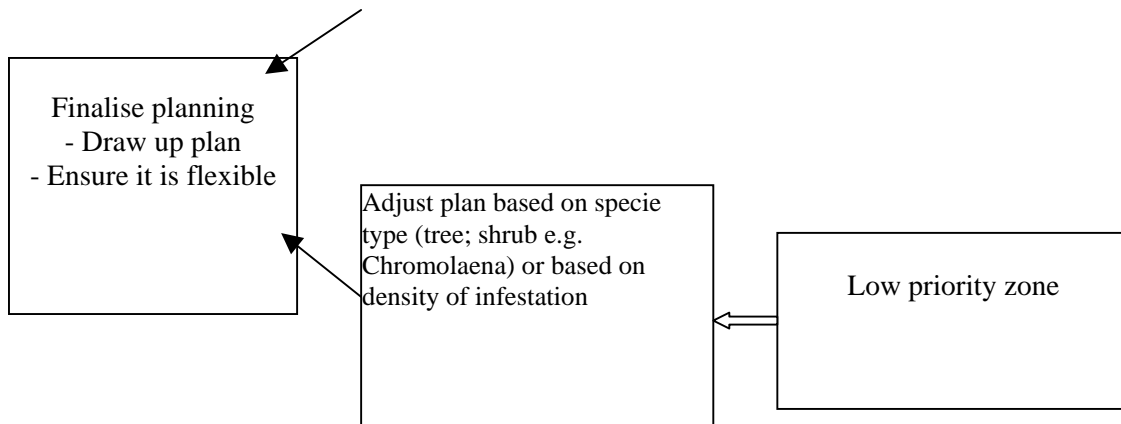 Finalise planning
- Draw up plan
- Ensure it is flexible
Adjust plan based on specie
type (tree; shrub e.g.
Chromolaena) or based on
density of infestation
Low priority zone